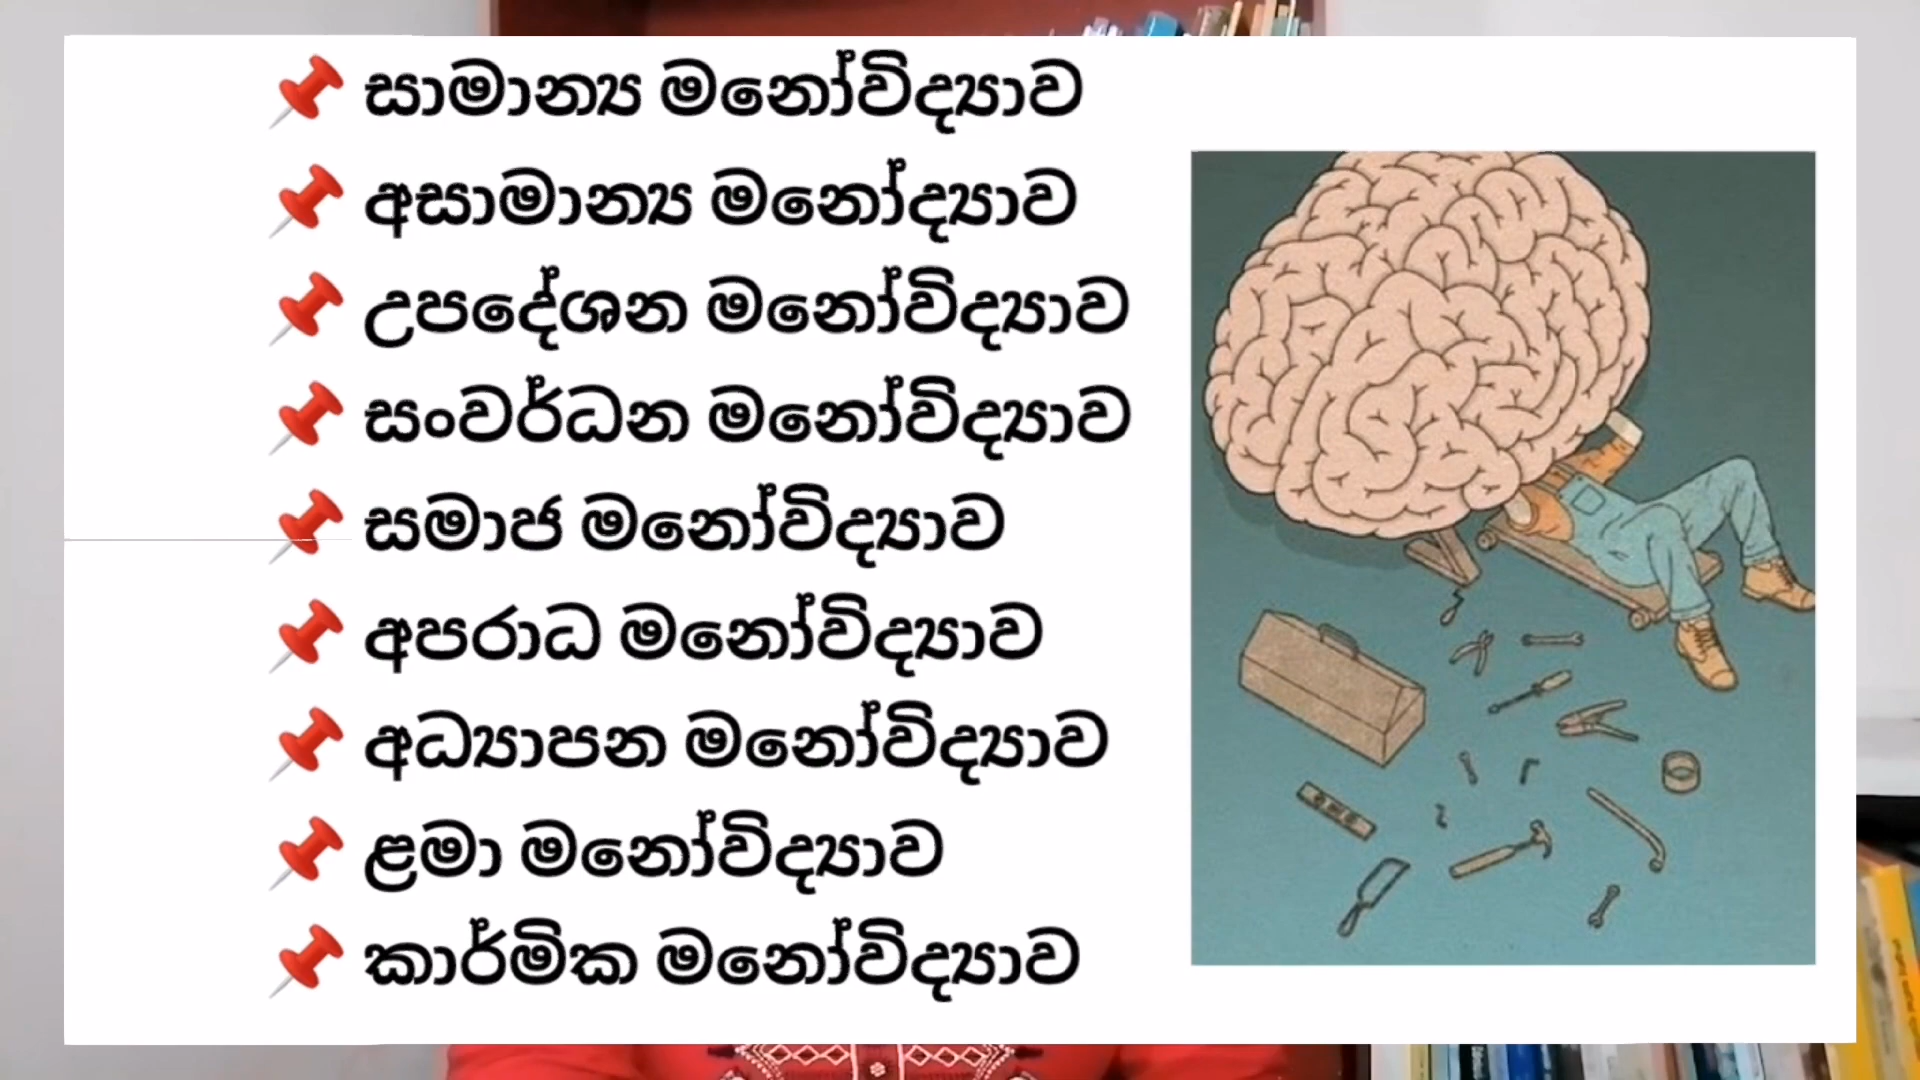 සාමාන්‍ය මනෝවිද්‍යාව
අසාමාන්‍ය මනෝද්‍යාව
උපදේශන මනෝවිද්‍යාව
සංවර්ධන මනෝවිද්‍යාව
සමාජ මනෝවිද්‍යාව
අපරාධ මනෝවිද්‍යාව
අධ්‍යාපන මනෝවිද්‍යාව
ළමා මනෝවිද්‍යාව
කාර්මික මනෝවිද්‍යාව